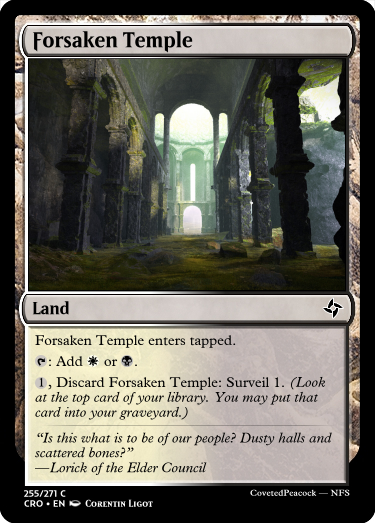 Forsaken Temple
Land
Forsaken Temple enters tapped.
: Add or .
1, Discard Forsaken Temple: Surveil 1. (Look
at the top card of your library. You may put that
card into your graveyard.)
“Is this what is to be of our people? Dusty halls and
scattered bones?”
—Lorick of the Elder Council
255/271 C
CRO • EN Corentin Ligot
CovetedPeacock — NFS